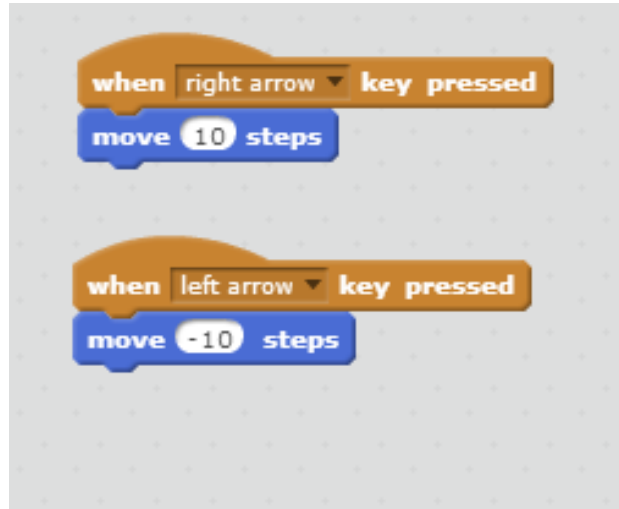 when right arrow key pressed
move 10 steps
when left arrow key pressed
move -10 steps